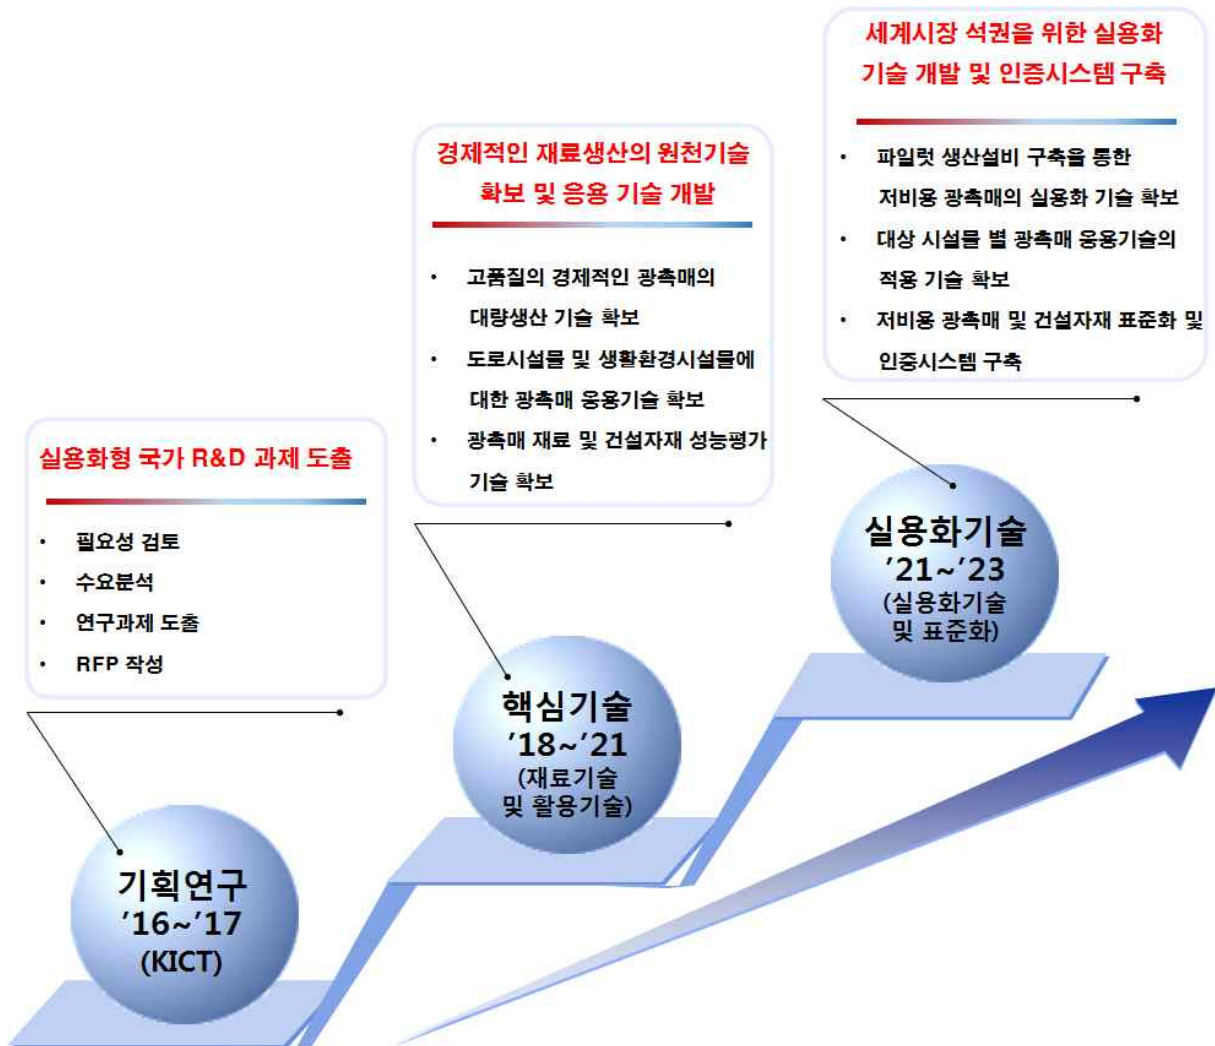 세계시장 석권을 위한 실용화
기술 개발 및 인증시스템 구축
• 파일럿 생산설비 구축을 통한
저비용 광촉매의 실용화 기술 확보
• 대상 시설물 별 광촉매 응용기술의
적용 기술 확보
• 저비용 광촉매 및 건설자재 표준화 및
인증시스템 구축
경제적인 재료생산의 원천기술
확보 및 응용 기술 개발
• 고품질의 경제적인 광촉매의
대량생산 기술 확보
• 도로시설물 및 생활환경시설물에
대한 광촉매 응용기술 확보
• 광촉매 재료 및 건설자재 성능평가
기술 확보
실용화형 국가 R&D 과제 도출
• 필요성 검토
• 수요분석
• 연구과제 도출
• RFP 작성
실용화기술
’21~’23
(실용화기술
및 표준화)
핵심기술
’18~’21
(재료기술
및 활용기술)
기획연구
’16~’17
(KICT)